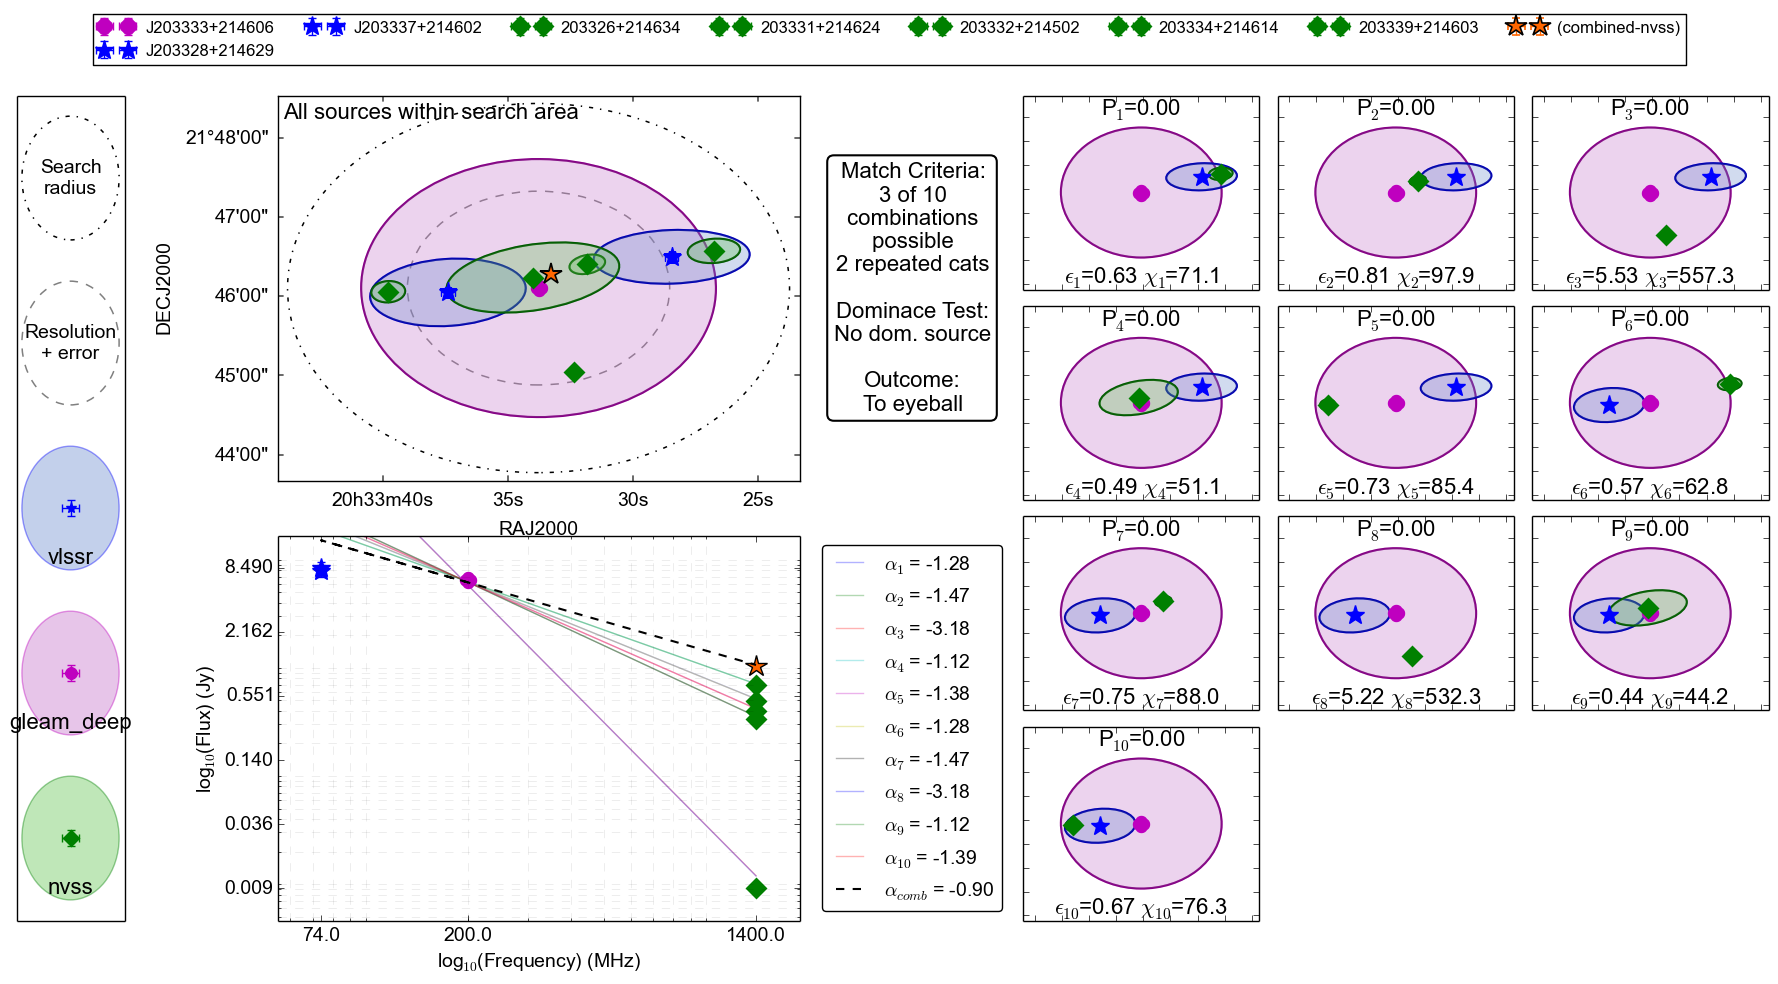 J203333+214606 J203337+214602 203326+214634 203331+214624 203332+214502 203334+214614 203339+214603 (combined-nvss)
J203328+214629
Search
radius
Resolution
+ error
vlssr
gleam_deep
nvss
All sources within search area
DECJ2000
21°48'00"
47'00"
46'00"
45'00"
44'00"
20h33m40s 35s 30s 25s
RAJ2000
Match Criteria:
3 of 10
combinations
possible
2 repeated cats
Dominace Test:
No dom. source
Outcome:
To eyeball
log10(Flux) (Jy)
8.490
2.162
0.551
0.140
0.036
0.009
74.0 200.0 1400.0
log10(Frequency) (MHz)
α1 = -1.28
α2 = -1.47
α3 = -3.18
α4 = -1.12
α5 = -1.38
α6 = -1.28
α7 = -1.47
α8 = -3.18
α9 = -1.12
α10 = -1.39
αcomb = -0.90
P1=0.00
ϵ1=0.63 χ1=71.1
P2=0.00
ϵ2=0.81 χ2=97.9
P3=0.00
ϵ3=5.53 χ3=557.3
P4=0.00
ϵ4=0.49 χ4=51.1
P5=0.00
ϵ5=0.73 χ5=85.4
P6=0.00
ϵ6=0.57 χ6=62.8
P7=0.00
ϵ7=0.75 χ7=88.0
P8=0.00
ϵ8=5.22 χ8=532.3
P9=0.00
ϵ9=0.44 χ9=44.2
P10=0.00
ϵ10=0.67 χ10=76.3